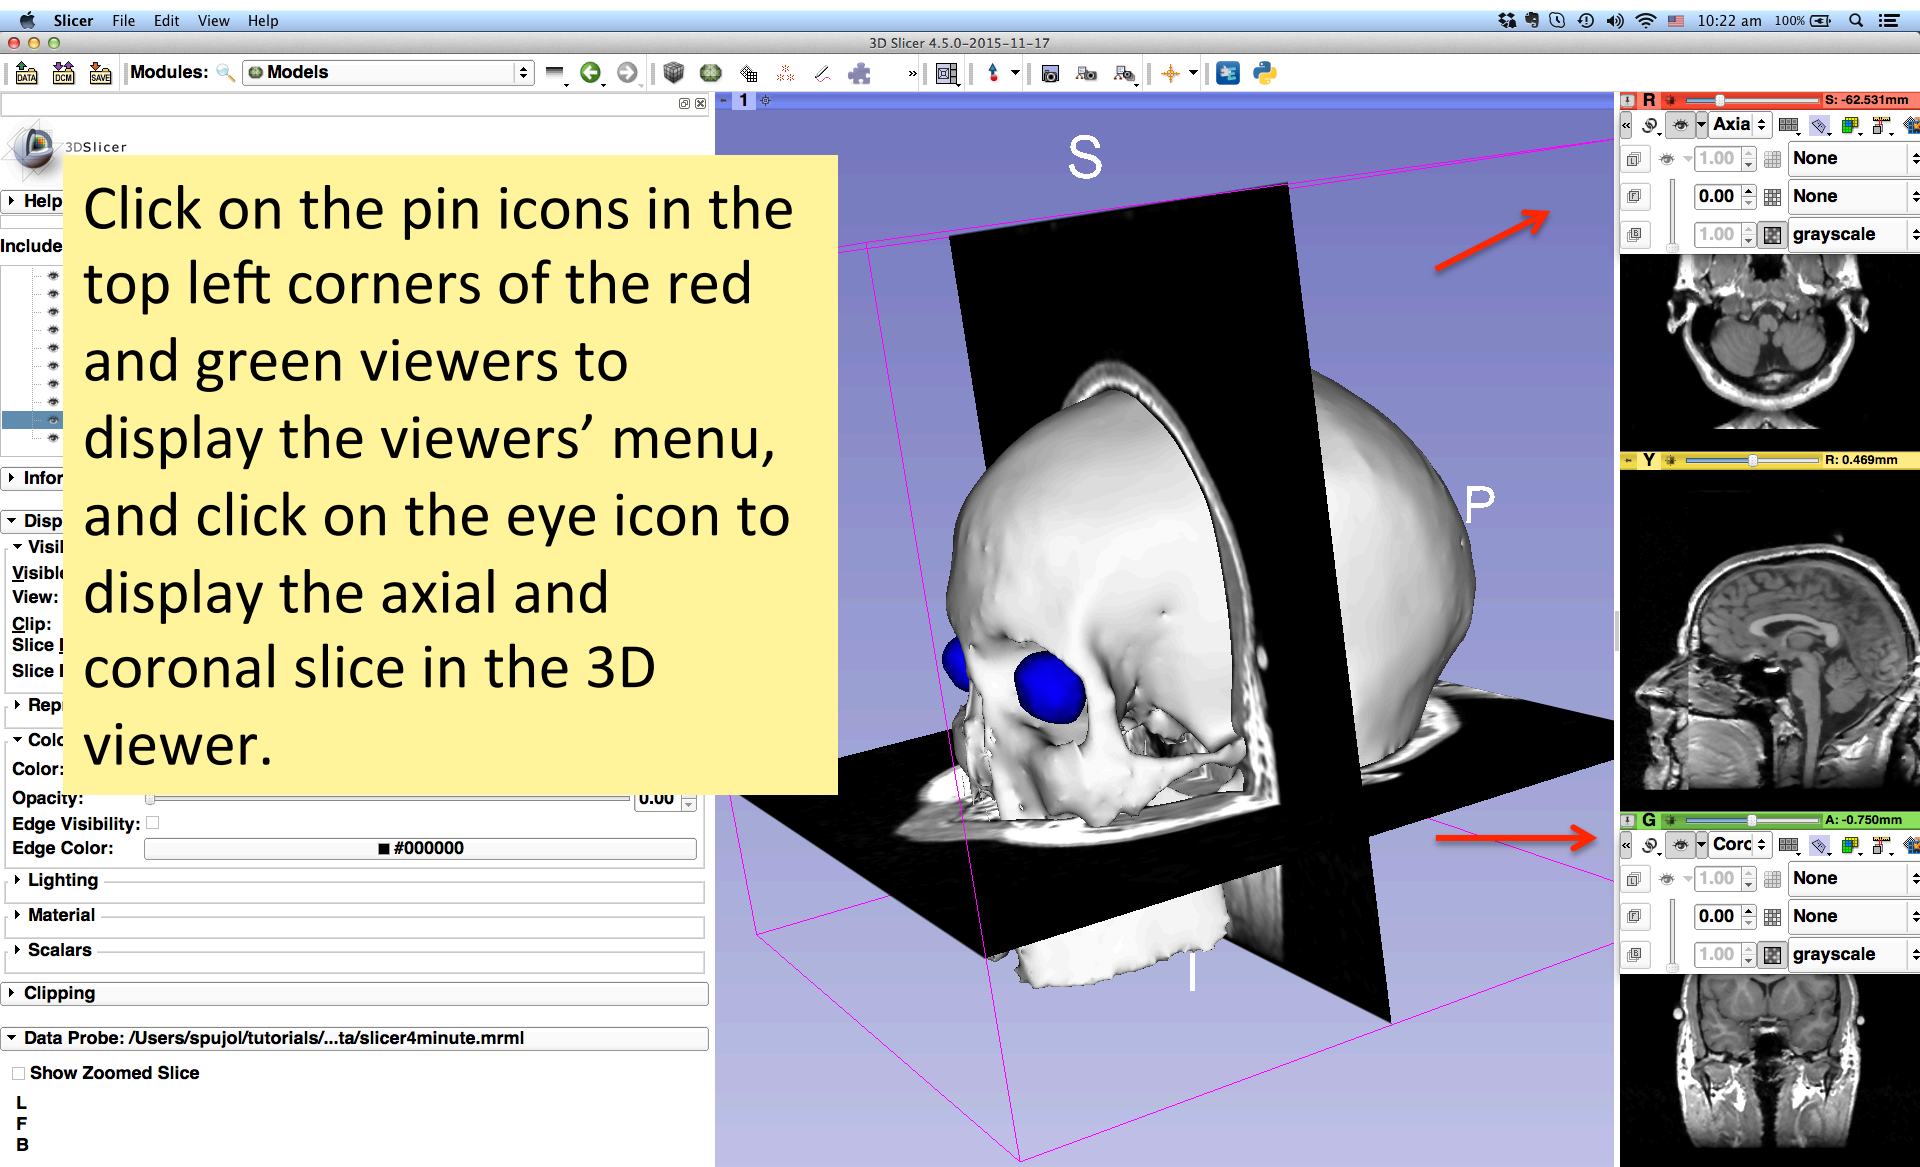 Slicer File Edit View Help
10:22 am 100%
3D Slicer 4.5.0-2015-11-17
DATA DCM SAVE Modules: Models
1
3DSlicer
Help
Include
Infor
Disp
Visil
Visible
View:
Clip:
Slice
Slice
Rep
Colo
Color:
Opacity: 0.00
Edge Visibility:
Edge Color: #000000
Lighting
Material
Scalars
Clipping
Data Probe: /Users/spujol/tutorials/...ta/slicer4minute.mrml
Show Zoomed Slice
L
F
B
Click on the pin icons in the
top left corners of the red
and green viewers to
display the viewers’ menu,
and click on the eye icon to
display the axial and
coronal slice in the 3D
viewer.
S
P
I
R S: -62.531mm
Axia
L 1.00 None
F 0.00 None
B 1.00 grayscale
Y R: 0.469mm
G A: -0.750mm
Corc
L 1.00 None
F 0.00 None
B 1.00 grayscale